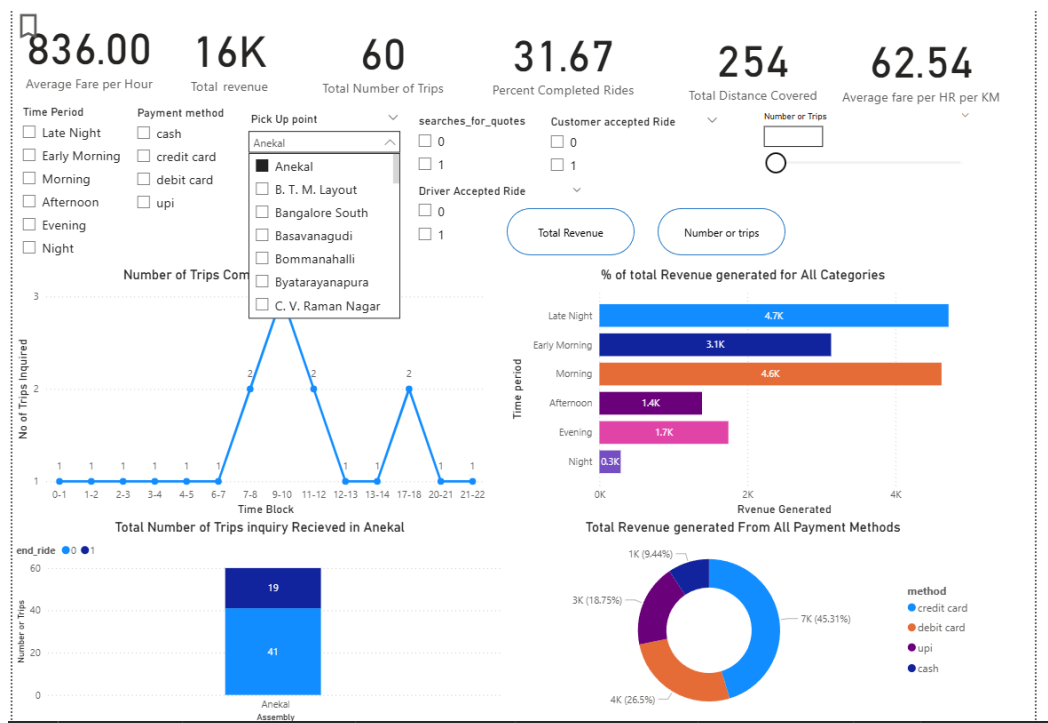 836.00
Average Fare per Hour
16K
Total revenue
60
Total Number of Trips
31.67
Percent Completed Rides
254
Total Distance Covered
62.54
Average fare per HR per KM
Time Period
Late Night
Early Morning
Morning
Afternoon
Evening
Night
Payment method
cash
credit card
debit card
upi
Pick Up point
Anekal
Anekal
B. T. M. Layout
Bangalore South
Basavanagudi
Bommanahalli
Byatarayanapura
C. V. Raman Nagar
searches_for_quotes
0
1
Driver Accepted Ride
0
1
Customer accepted Ride
0
1
Number or Trips
Total Revenue
Number or trips
Number of Trips Com
No of Trips Inquired
3
2
1
1 1 1 1 1 1 2 2 1 1 2 1 1
0-1 1-2 2-3 3-4 4-5 6-7 7-8 9-10 11-12 12-13 13-14 17-18 20-21 21-22
Time Block
% of total Revenue generated for All Categories
Time period
Late Night 4.7K
Early Morning 3.1K
Morning 4.6K
Afternoon 1.4K
Evening 1.7K
Night 0.3K
0K 2K 4K
Rvenue Generated
Total Number of Trips inquiry Recieved in Anekal
end_ride 0 1
Number or Trips
60
40
20
0
19
41
Anekal
Assembly
Total Revenue generated From All Payment Methods
1K (9.44%)
3K (18.75%)
7K (45.31%)
4K (26.5%)
method
credit card
debit card
upi
cash